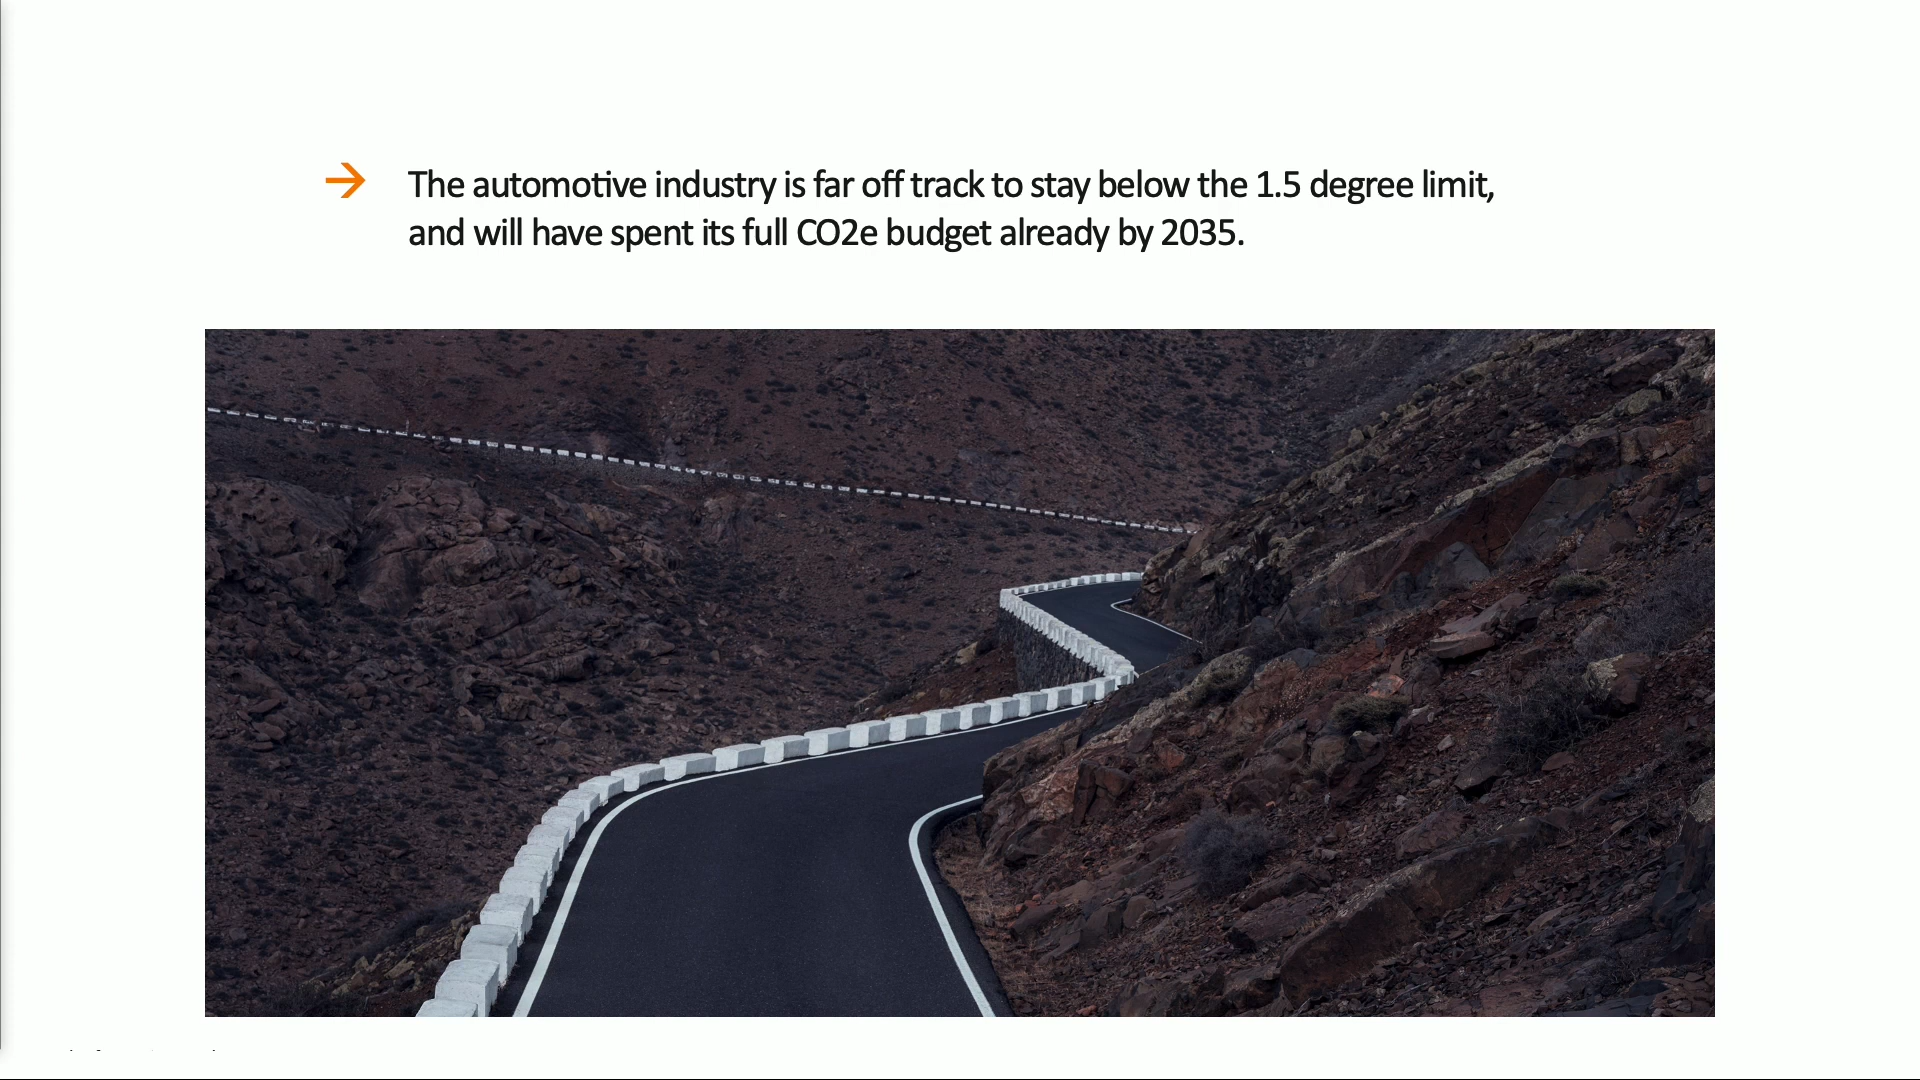 The automotive industry is far off track to stay below the 1.5 degree limit,
and will have spent its full CO2e budget already by 2035.